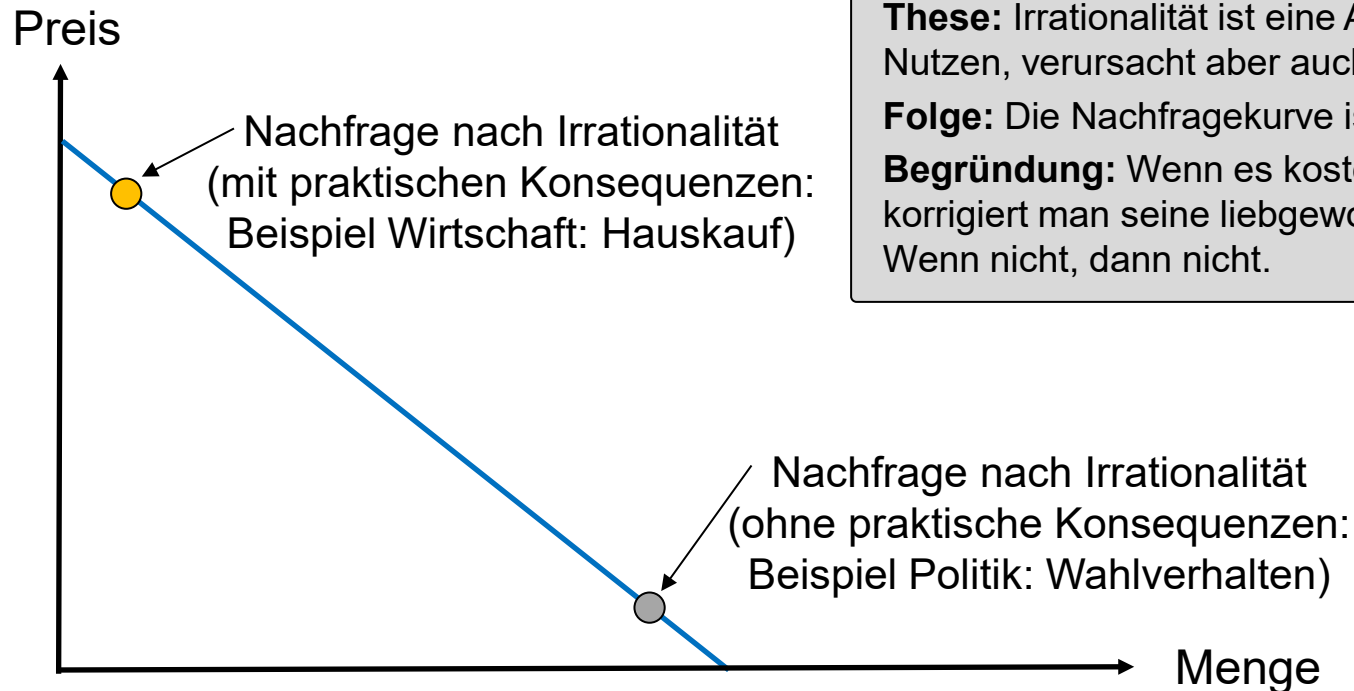 Preis
These: Irrationalität ist eine
Nutzen, verursacht aber
Folge: Die Nachfragekurve
Begründung: Wenn es
korrigiert man seine
Wenn nicht, dann nicht.
Nachfrage nach Irrationalität
(mit praktischen Konsequenzen:
Beispiel Wirtschaft: Hauskauf)
Nachfrage nach Irrationalität
(ohne praktische Konsequenzen:
Beispiel Politik: Wahlverhalten)
Menge